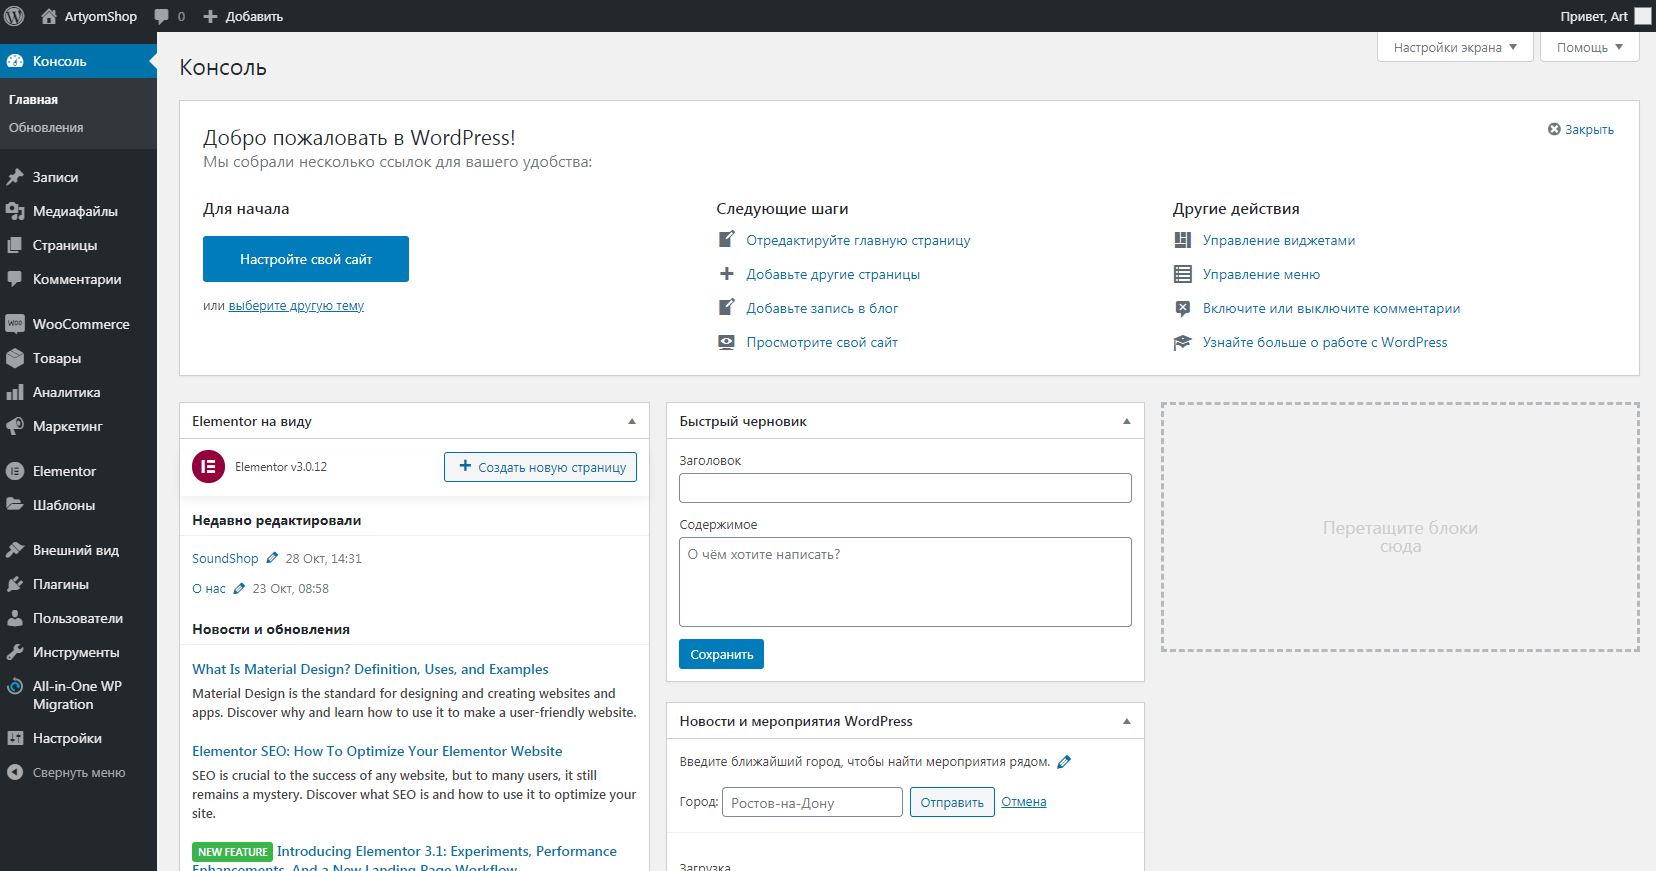 ArtyomShop
0
Добавить
Привет, Art
Консоль
Главная
Обновления
Записи
Медиафайлы
Страницы
Комментарии
WooCommerce
Товары
Аналитика
Маркетинг
Elementor
Шаблоны
Внешний вид
Плагины
Пользователи
Инструменты
All-in-One WP
Migration
Настройки
Свернуть меню
Настройки экрана
Помощь
Консоль
Добро пожаловать в WordPress!
Мы собрали несколько ссылок для вашего удобства:
Закрыть
Для начала
Настройте свой сайт
или выберите другую тему
Следующие шаги
Отредактируйте главную страницу
Добавьте другие страницы
Добавьте запись в блог
Просмотрите свой сайт
Другие действия
Управление виджетами
Управление меню
Включите или выключите комментарии
Узнайте больше о работе с WordPress
Elementor на виду
Elementor v3.0.12
Создать новую страницу
Недавно редактировали
SoundShop 28 Окт, 14:31
О нас 23 Окт, 08:58
Новости и обновления
What Is Material Design? Definition, Uses, and Examples
Material Design is the standard for designing and creating websites and
apps. Discover why and learn how to use it to make a user-friendly website.
Elementor SEO: How To Optimize Your Elementor Website
SEO is crucial to the success of any website, but to many users, it still
remains a mystery. Discover what SEO is and how to use it to optimize your
site.
NEW FEATURE Introducing Elementor 3.1: Experiments, Performance
Enhancements, And a New Landing Page Workflow
Быстрый черновик
Заголовок
Содержимое
О чём хотите написать?
Сохранить
Новости и мероприятия WordPress
Введите ближайший город, чтобы найти мероприятия рядом.
Город: Ростов-на-Дону Отправить Отмена
Загрузка
Перетащите блоки
сюда